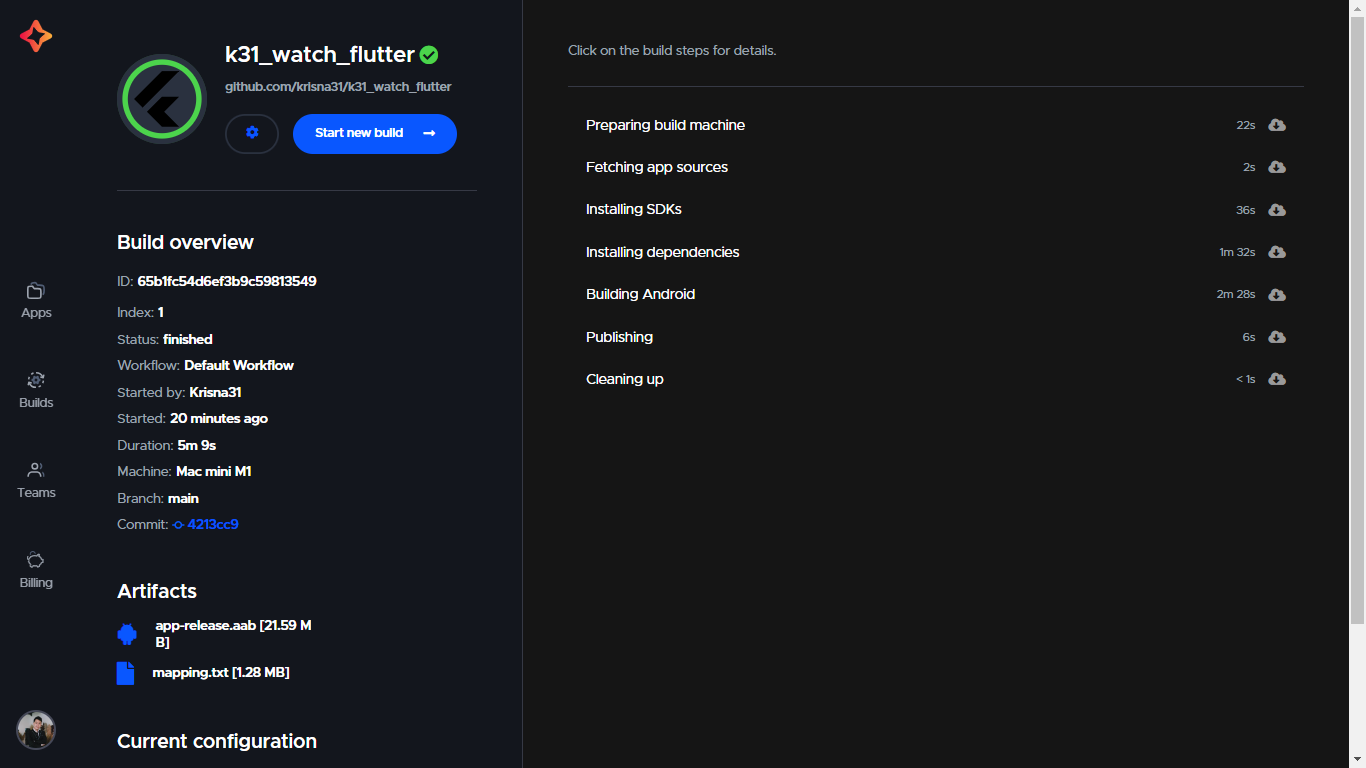 k31_watch_flutter
github.com/krisna31/k31_watch_flutter
Start new build
Build overview
ID: 65b1fc54d6ef3b9c59813549
Index: 1
Status: finished
Workflow: Default Workflow
Started by: Krisna31
Started: 20 minutes ago
Duration: 5m 9s
Machine: Mac mini M1
Branch: main
Commit: 4213cc9
Artifacts
app-release.aab [21.59 M
B]
mapping.txt [1.28 MB]
Current configuration
Apps
Builds
Teams
Billing
Click on the build steps for details.
Preparing build machine 22s
Fetching app sources 2s
Installing SDKs 36s
Installing dependencies 1m 32s
Building Android 2m 28s
Publishing 6s
Cleaning up < 1s